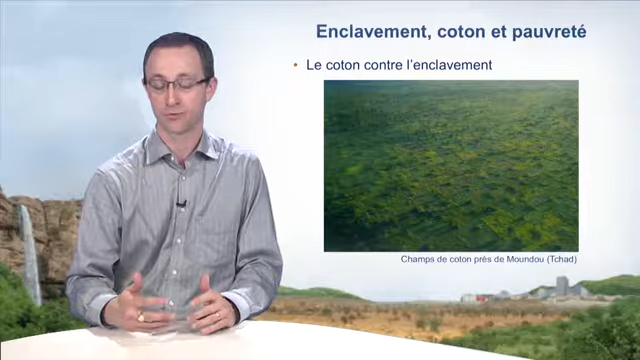 Enclavement, coton et pauvreté
• Le coton contre l'enclavement
Champs de coton près de Moundou (Tchad)